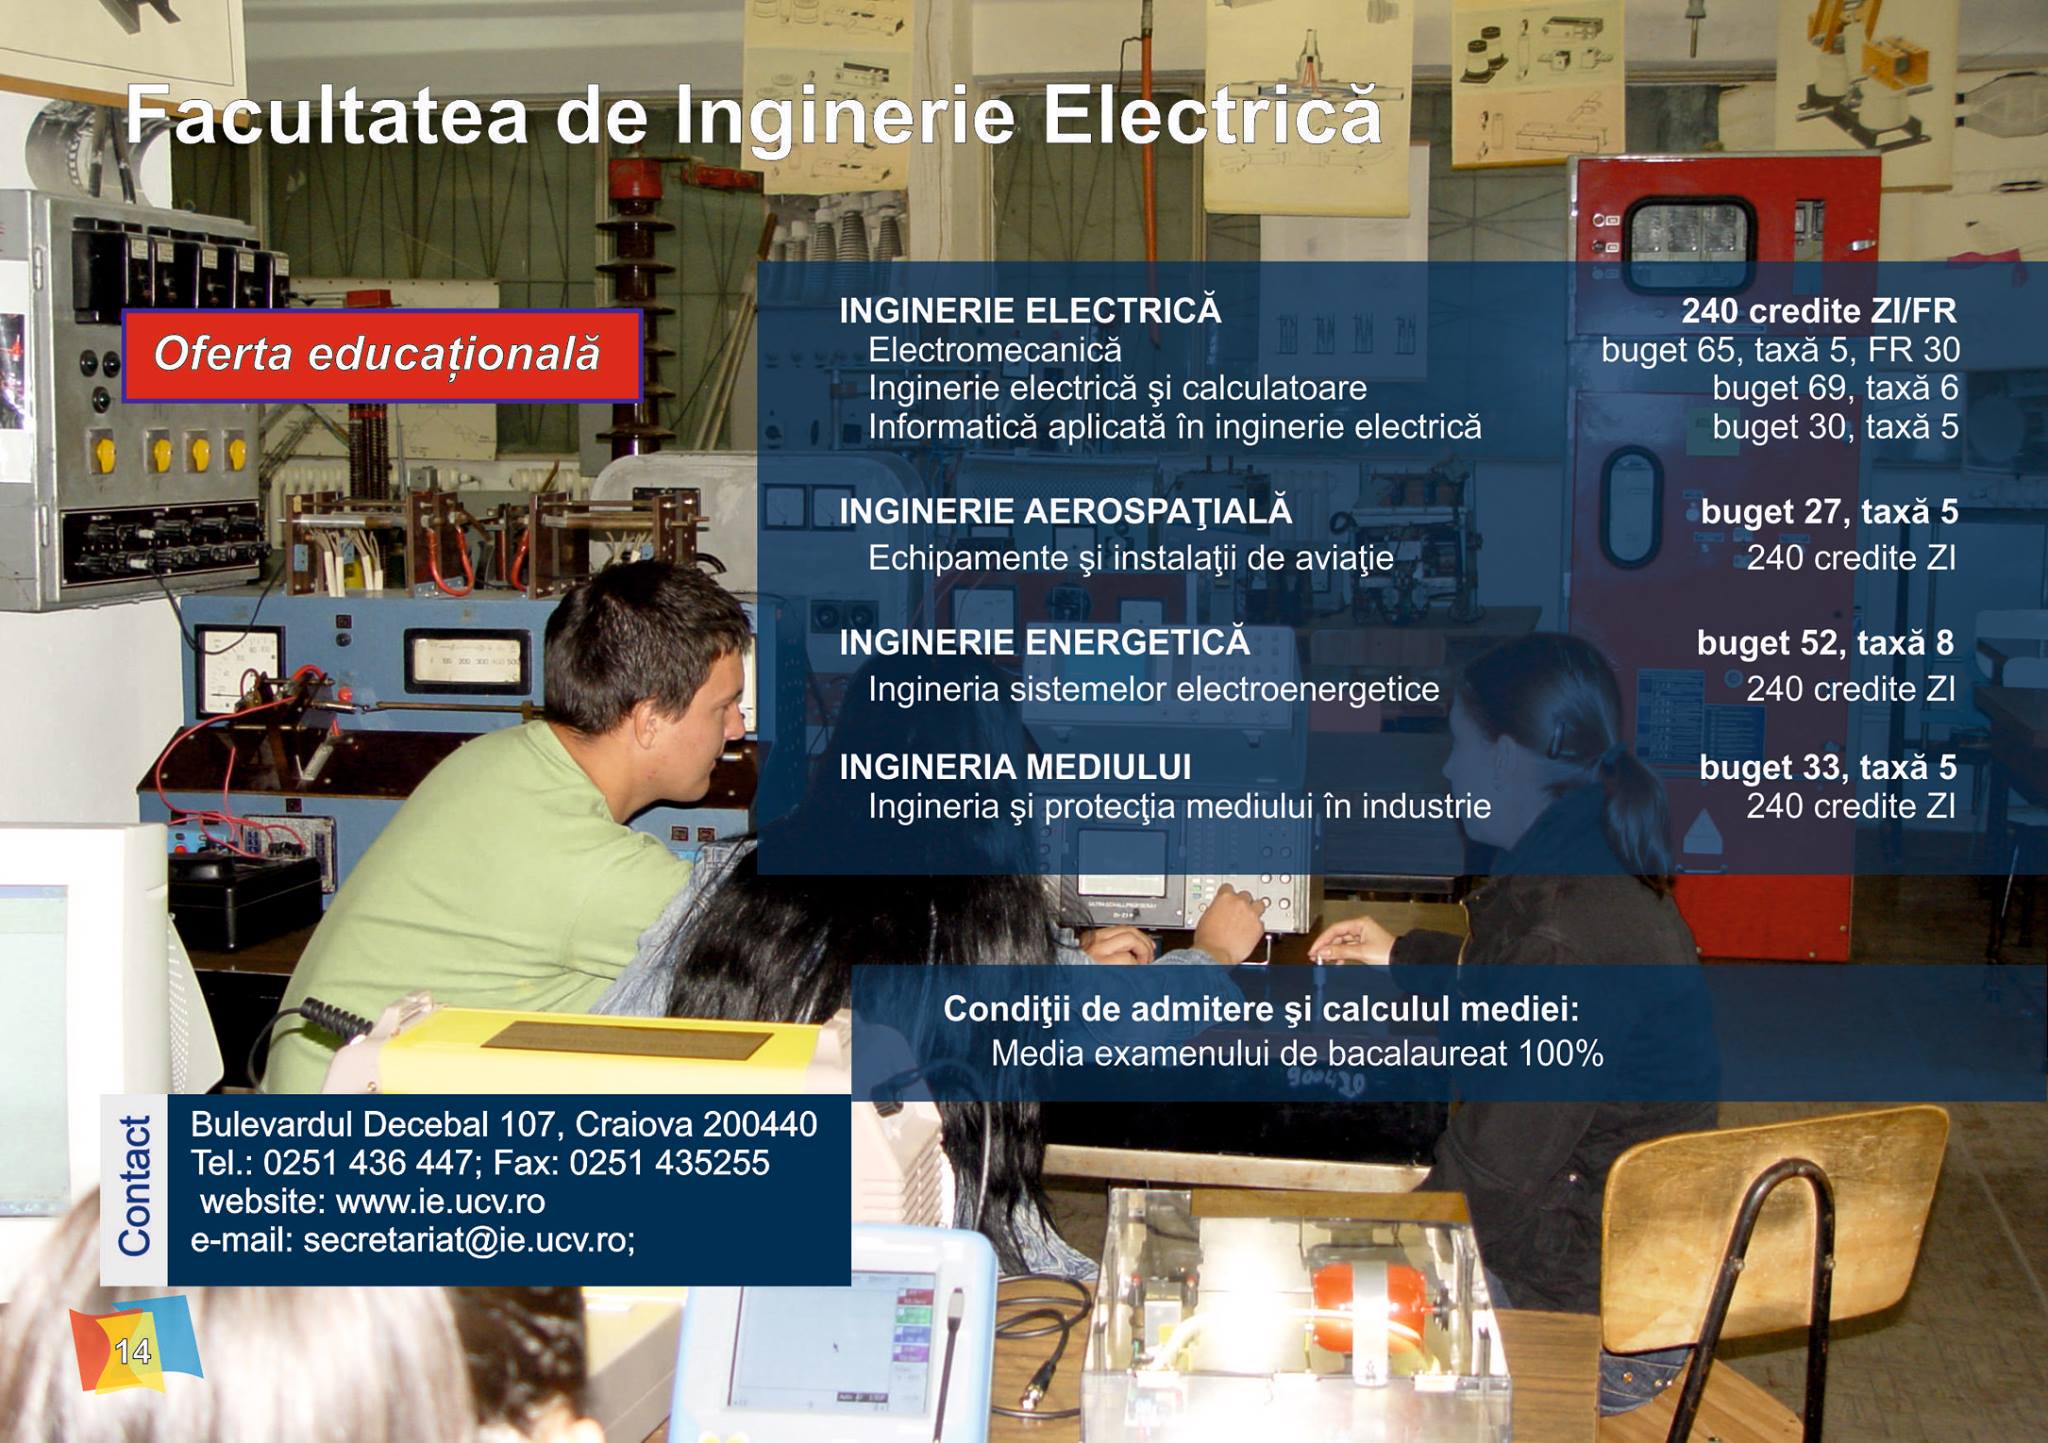 Facultatea de Inginerie Electrică
Oferta educațională
INGINERIE ELECTRICĂ 240 credite ZI/FR
Electromecanică buget 65, taxă 5, FR 30
Inginerie electrică şi calculatoare buget 69, taxă 6
Informatică aplicată în inginerie electrică buget 30, taxă 5
INGINERIE AEROSPAŢIALĂ buget 27, taxă 5
Echipamente şi instalaţii de aviaţie 240 credite ZI
INGINERIE ENERGETICĂ buget 52, taxă 8
Ingineria sistemelor electroenergetice 240 credite ZI
INGINERIA MEDIULUI buget 33, taxă 5
Ingineria şi protecţia mediului în industrie 240 credite ZI
Condiţii de admitere şi calculul mediei:
Media examenului de bacalaureat 100%
900430
Contact
Bulevardul Decebal 107, Craiova 200440
Tel.: 0251 436 447; Fax: 0251 435255
website: www.ie.ucv.ro
e-mail: secretariat@ie.ucv.ro;
14